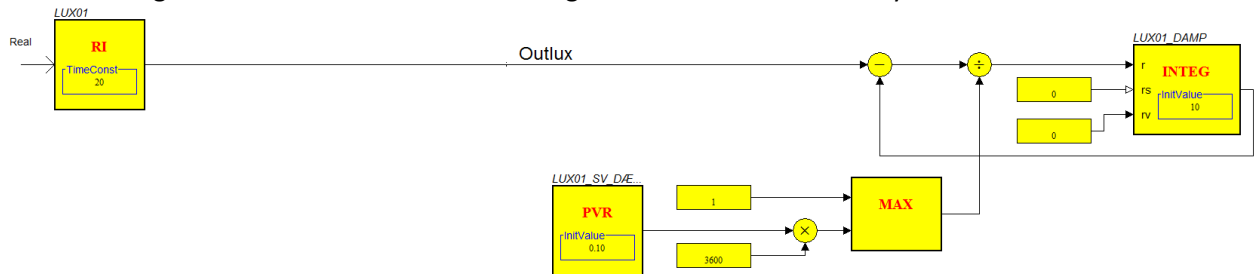 LUX01
Real
RI
TimeConst
20
Outlux
−
÷
LUX01_DAMP
r
INTEG
rs
InitValue
10
rv
0
0
LUX01_SV_DÆ...
PVR
InitValue
0.10
1
×
3600
MAX